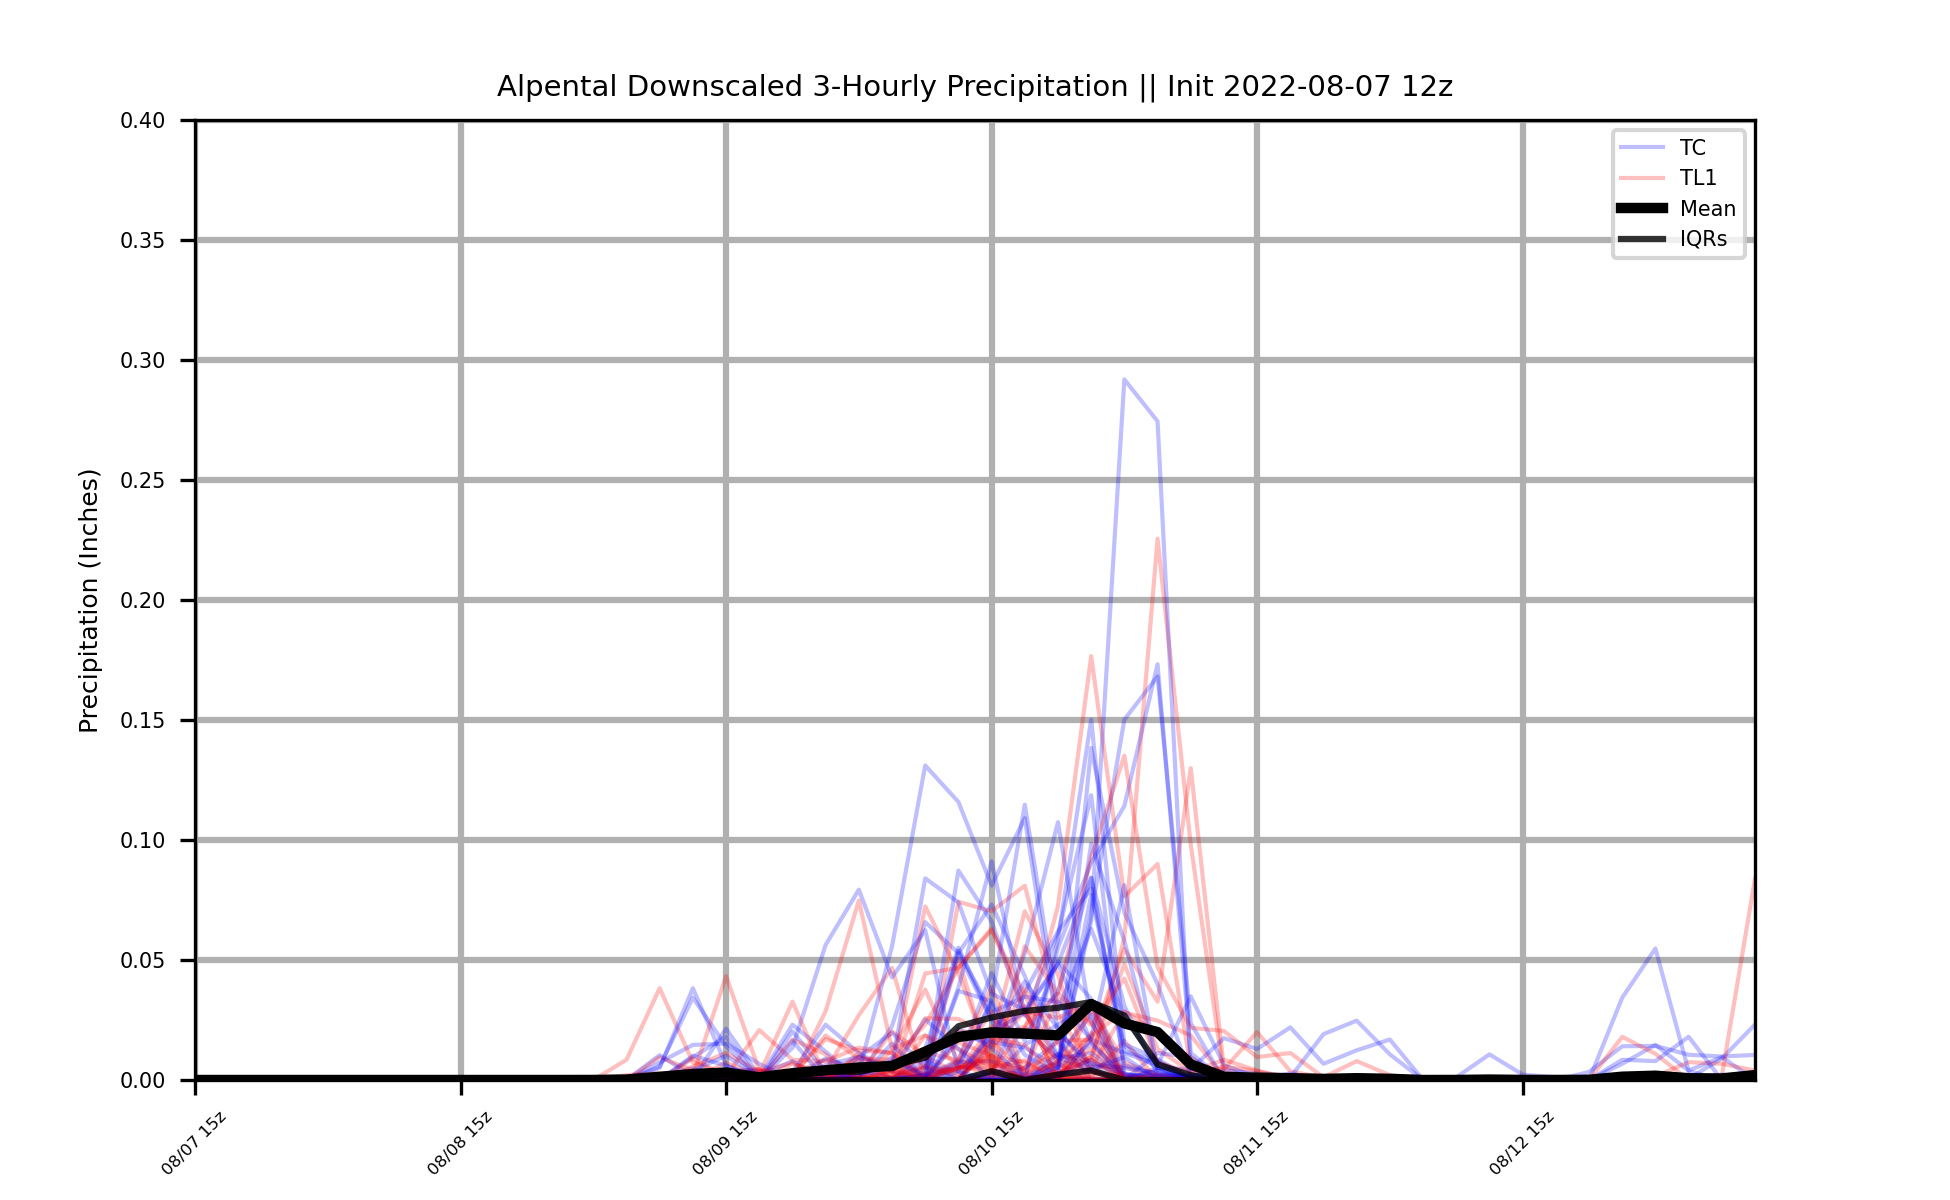 Alpental Downscaled 3-Hourly Precipitation || Init 2022-08-07 12z
Precipitation (Inches)
0.40
0.35
0.30
0.25
0.20
0.15
0.10
0.05
0.00
TC
TL1
Mean
IQRs
08/07 15z
08/08 15z
08/09 15z
08/10 15z
08/11 15z
08/12 15z